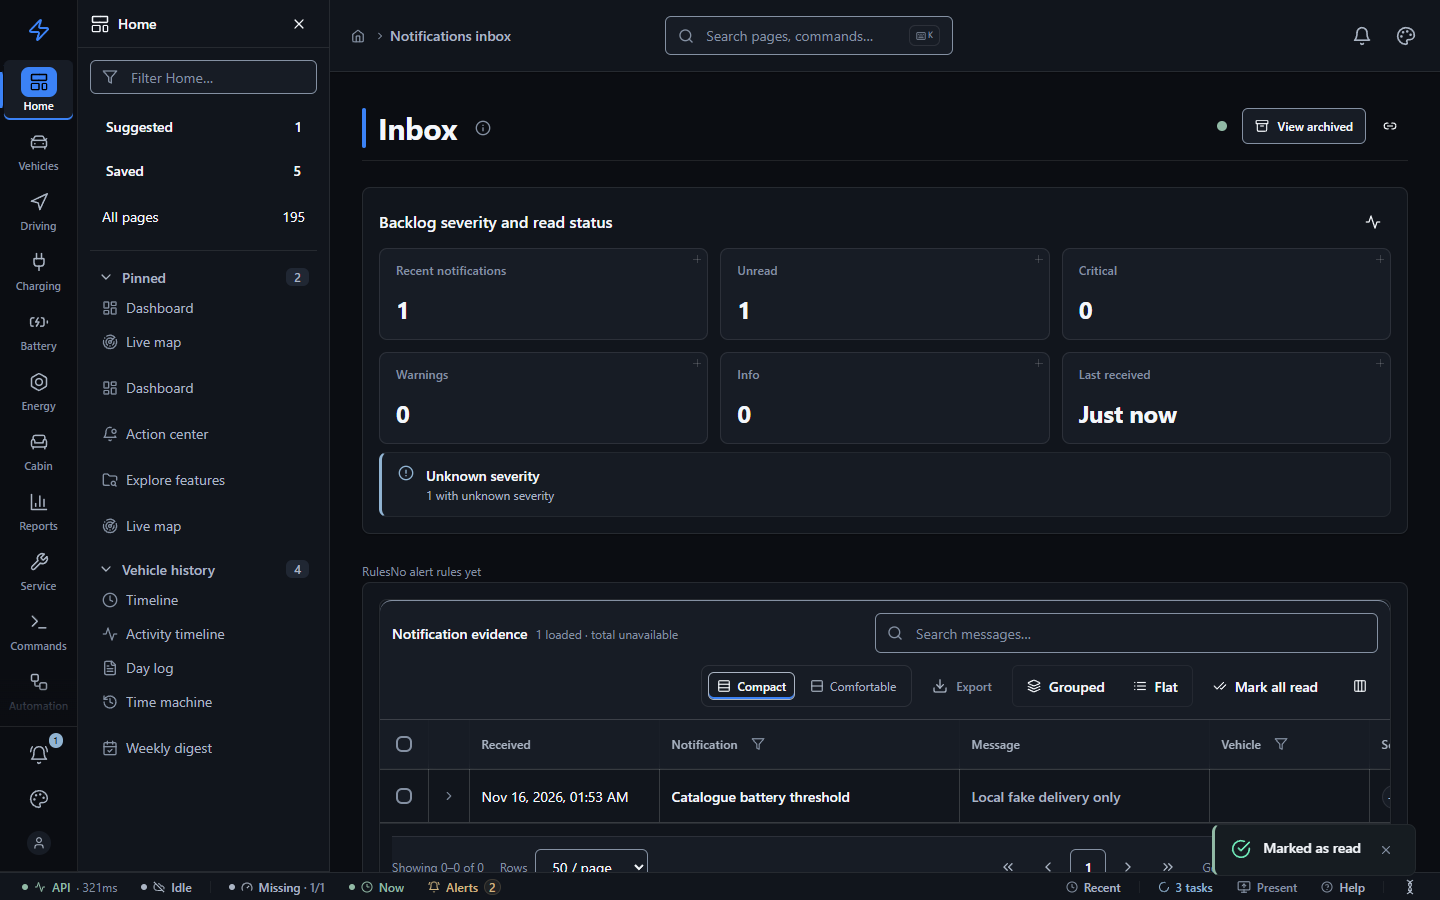 Home
Vehicles
Driving
Charging
Battery
Energy
Cabin
Reports
Service
Commands
Automation
1
Home
Filter Home...
Suggested 1
Saved 5
All pages 195
Pinned 2
Dashboard
Live map
Dashboard
Action center
Explore features
Live map
Vehicle history 4
Timeline
Activity timeline
Day log
Time machine
Weekly digest
Notifications inbox
Search pages, commands... K
Inbox
View archived
Backlog severity and read status
Recent notifications
1
Unread
1
Critical
0
Warnings
0
Info
0
Last received
Just now
Unknown severity
1 with unknown severity
RulesNo alert rules yet
Notification evidence 1 loaded · total unavailable
Search messages...
Compact Comfortable Export Grouped Flat Mark all read
Received Notification Message Vehicle
Nov 16, 2026, 01:53 AM Catalogue battery threshold Local fake delivery only
Showing 0–0 of 0 Rows 50 / page 1
Marked as read
API · 321ms Idle Missing · 1/1 Now Alerts 2 Recent 3 tasks Present Help